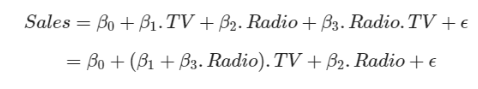 Sales = β₀ + β₁. TV + β₂. Radio + β₃. Radio. TV + ϵ
= β₀ + (β₁ + β₃. Radio). TV + β₂. Radio + ϵ